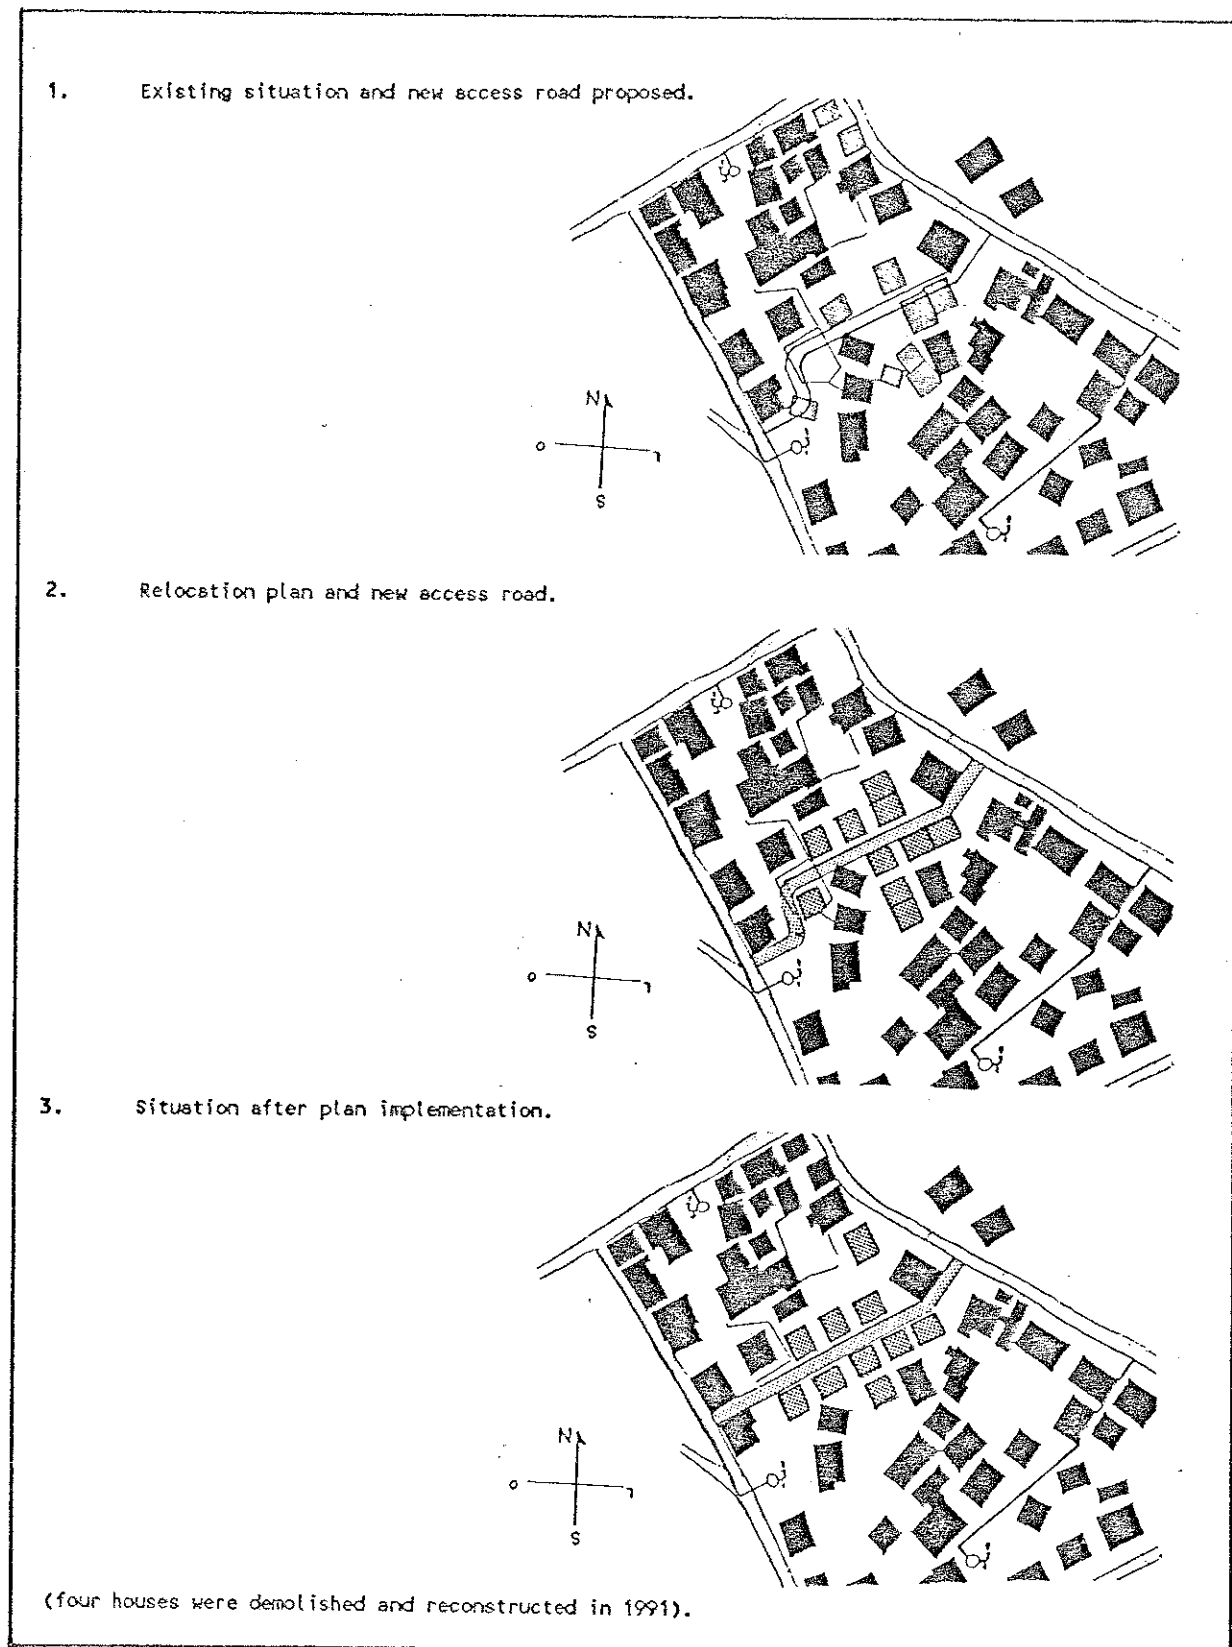 1. Existing situation and new access road proposed.
N
O
S
2. Relocation plan and new access road.
N
O
S
3. Situation after plan implementation.
N
O
S
(four houses were demolished and reconstructed in 1991).